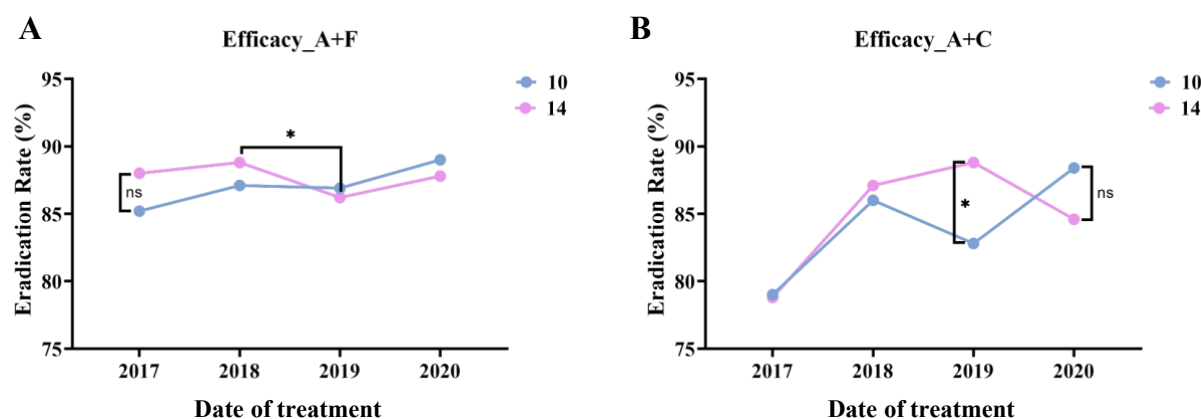 A
Efficacy_A+F
Eradication Rate (%)
95
90
85
80
75
ns
*
10
14
2017 2018 2019 2020
Date of treatment
B
Efficacy_A+C
Eradication Rate (%)
95
90
85
80
75
*
ns
10
14
2017 2018 2019 2020
Date of treatment